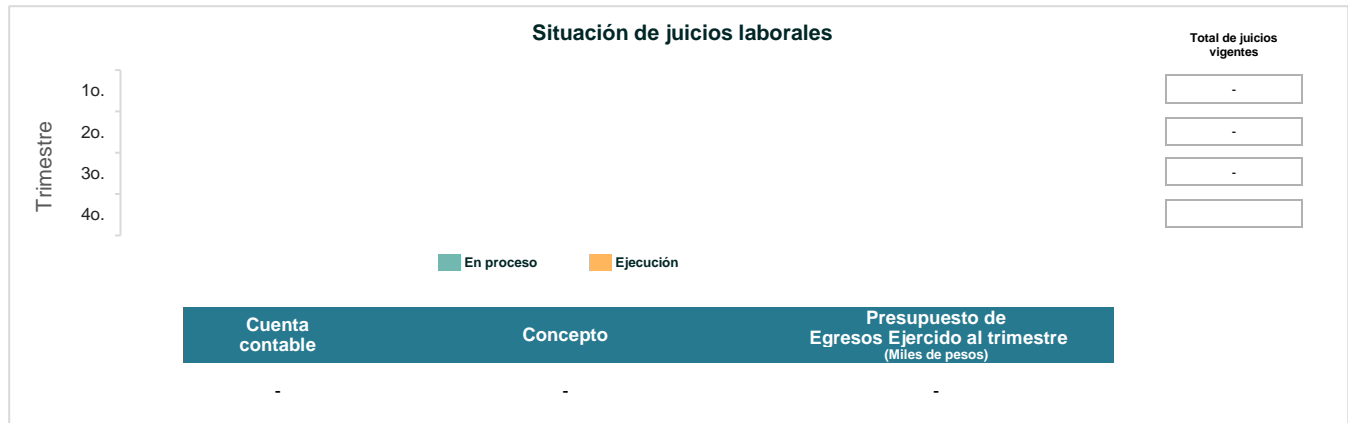 Situación de juicios laborales
Total de juicios
vigentes
Trimestre
1o.
-
2o.
-
3o.
-
4o.
En proceso
Ejecución
Cuenta
contable
Concepto
Presupuesto de
Egresos Ejercido al trimestre
(Miles de pesos)
-
-
-